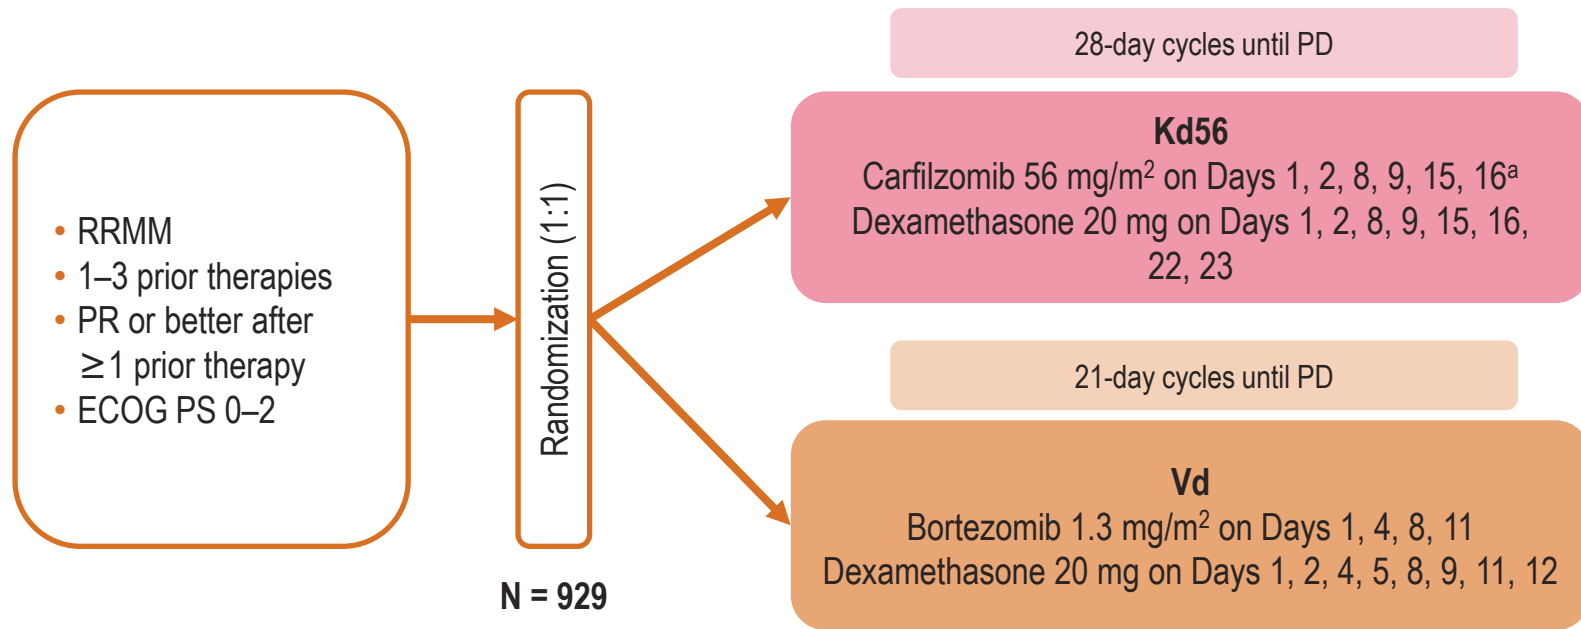 • RRMM
• 1–3 prior therapies
• PR or better after
≥1 prior therapy
• ECOG PS 0–2
Randomization (1:1)
N = 929
28-day cycles until PD
Kd56
Carfilzomib 56 mg/m² on Days 1, 2, 8, 9, 15, 16ᵃ
Dexamethasone 20 mg on Days 1, 2, 8, 9, 15, 16,
22, 23
21-day cycles until PD
Vd
Bortezomib 1.3 mg/m² on Days 1, 4, 8, 11
Dexamethasone 20 mg on Days 1, 2, 4, 5, 8, 9, 11, 12